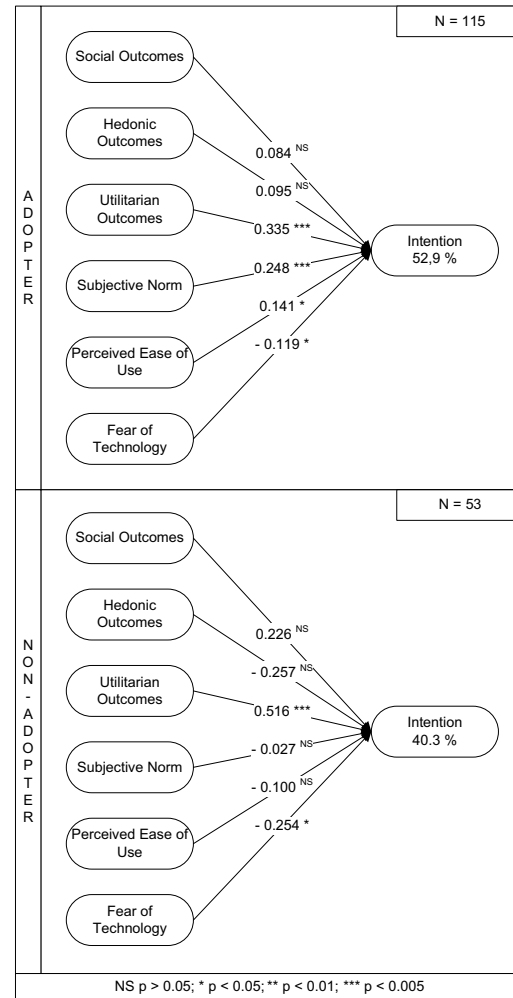 N = 115
ADOPTER
Social Outcomes
Hedonic
Outcomes
Utilitarian
Outcomes
Subjective Norm
Perceived Ease of
Use
Fear of
Technology
0.084 NS
0.095 NS
0.335 ***
0.248 ***
0.141 *
- 0.119 *
Intention
52,9 %
N = 53
NON-ADOPTER
Social Outcomes
Hedonic
Outcomes
Utilitarian
Outcomes
Subjective Norm
Perceived Ease of
Use
Fear of
Technology
0.226 NS
- 0.257 NS
0.516 ***
- 0.027 NS
- 0.100 NS
- 0.254 *
Intention
40.3 %
NS p > 0.05; * p < 0.05; ** p < 0.01; *** p < 0.005